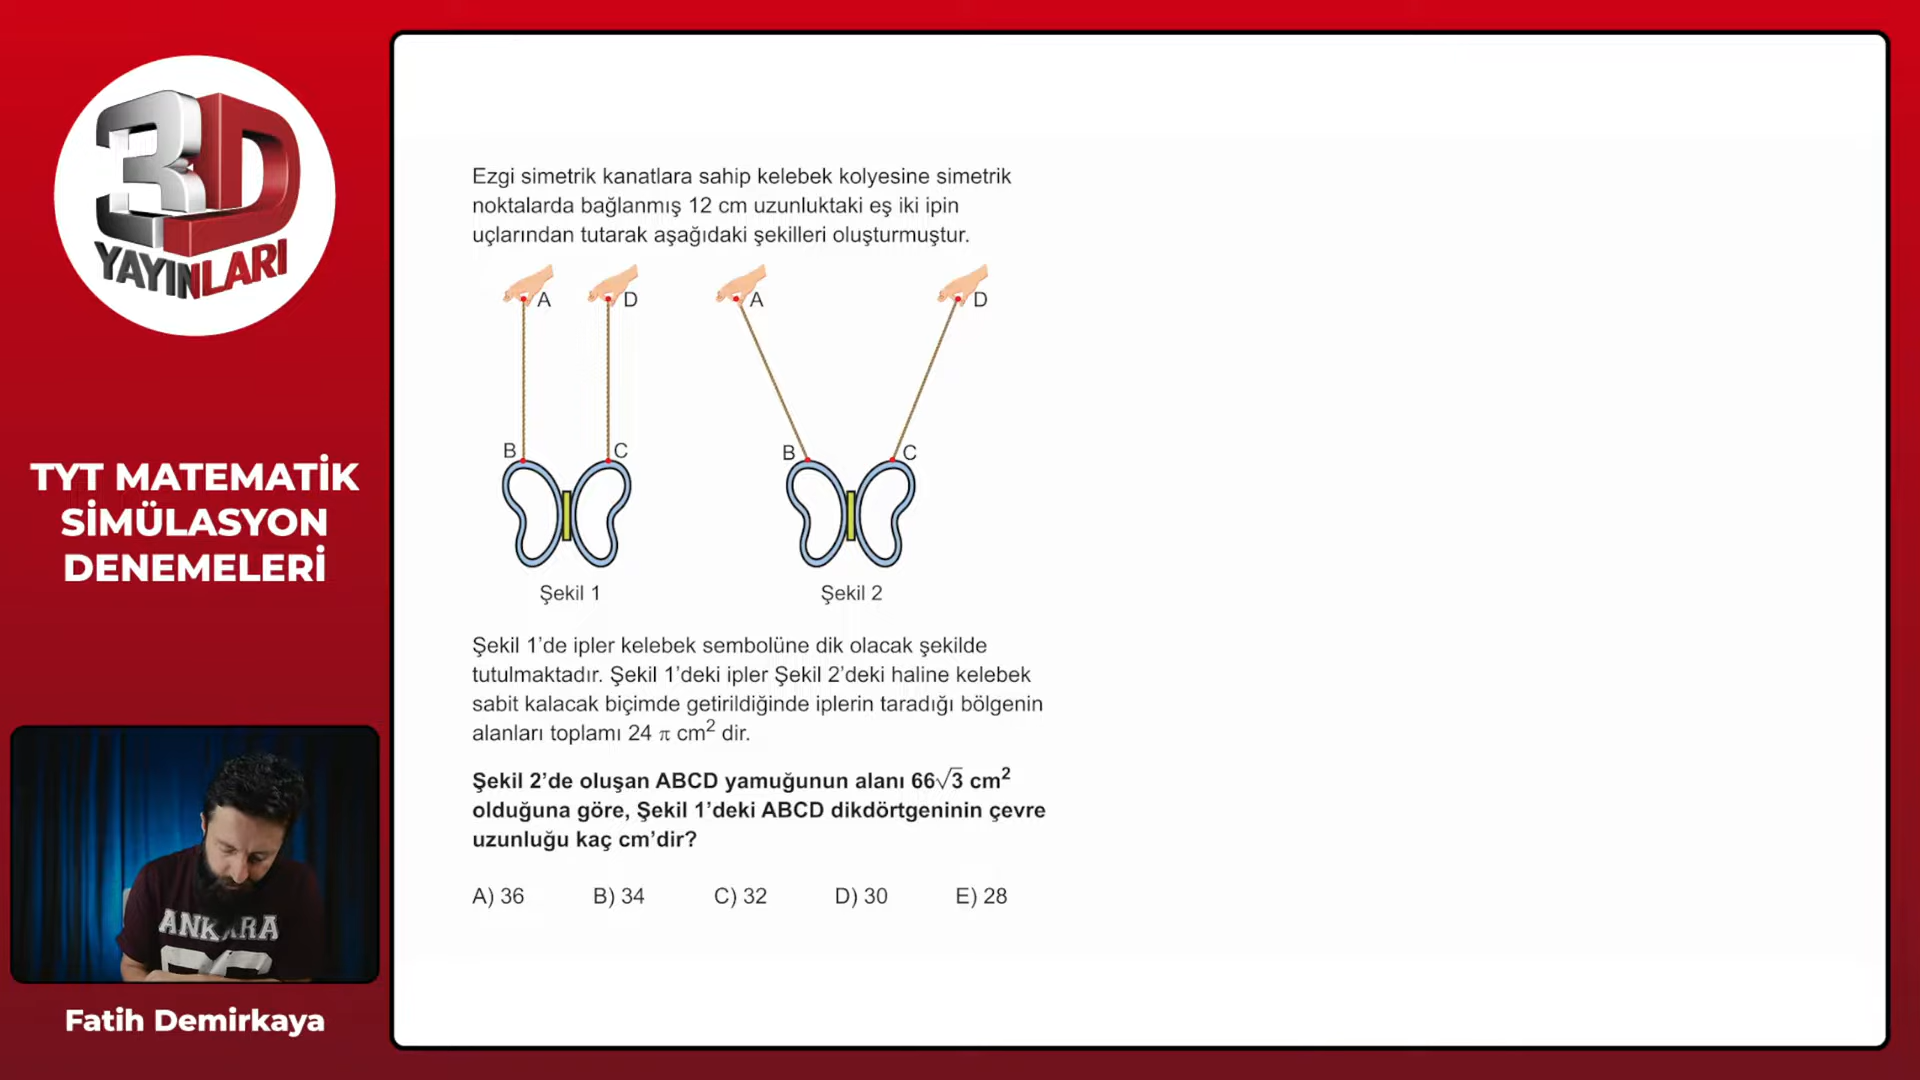 3D
YAYINLARI
TYT MATEMATİK
SİMÜLASYON
DENEMELERİ
ANKARA
Fatih Demirkaya
Ezgi simetrik kanatlara sahip kelebek kolyesine simetrik
noktalarda bağlanmış 12 cm uzunluktaki eş iki ipin
uçlarından tutarak aşağıdaki şekilleri oluşturmuştur.
A D A D
B C B C
Şekil 1 Şekil 2
Şekil 1’de ipler kelebek sembolüne dik olacak şekilde
tutulmaktadır. Şekil 1’deki ipler Şekil 2’deki haline kelebek
sabit kalacak biçimde getirildiğinde iplerin taradığı bölgenin
alanları toplamı 24 π cm² dir.
Şekil 2’de oluşan ABCD yamuğunun alanı 66√3 cm²
olduğuna göre, Şekil 1’deki ABCD dikdörtgeninin çevre
uzunluğu kaç cm’dir?
A) 36 B) 34 C) 32 D) 30 E) 28